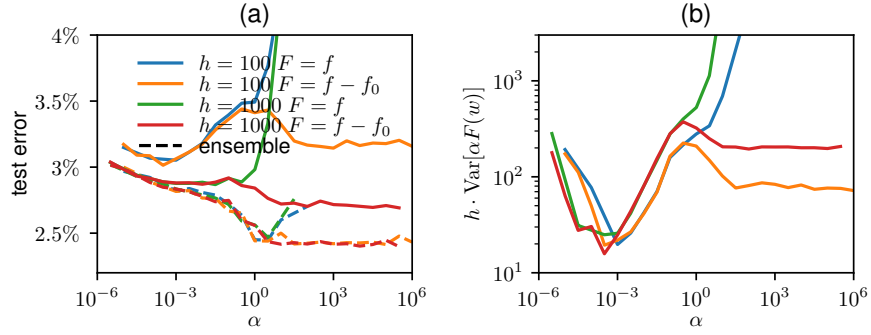 (a)
4%
3.5%
3%
2.5%
test error
h = 100 F = f
h = 100 F = f − f₀
h = 1000 F = f
h = 1000 F = f − f₀
ensemble
10⁻⁶ 10⁻³ 10⁰ 10³ 10⁶
α
(b)
10³
10²
10¹
h · Var[αF(w)]
10⁻⁶ 10⁻³ 10⁰ 10³ 10⁶
α